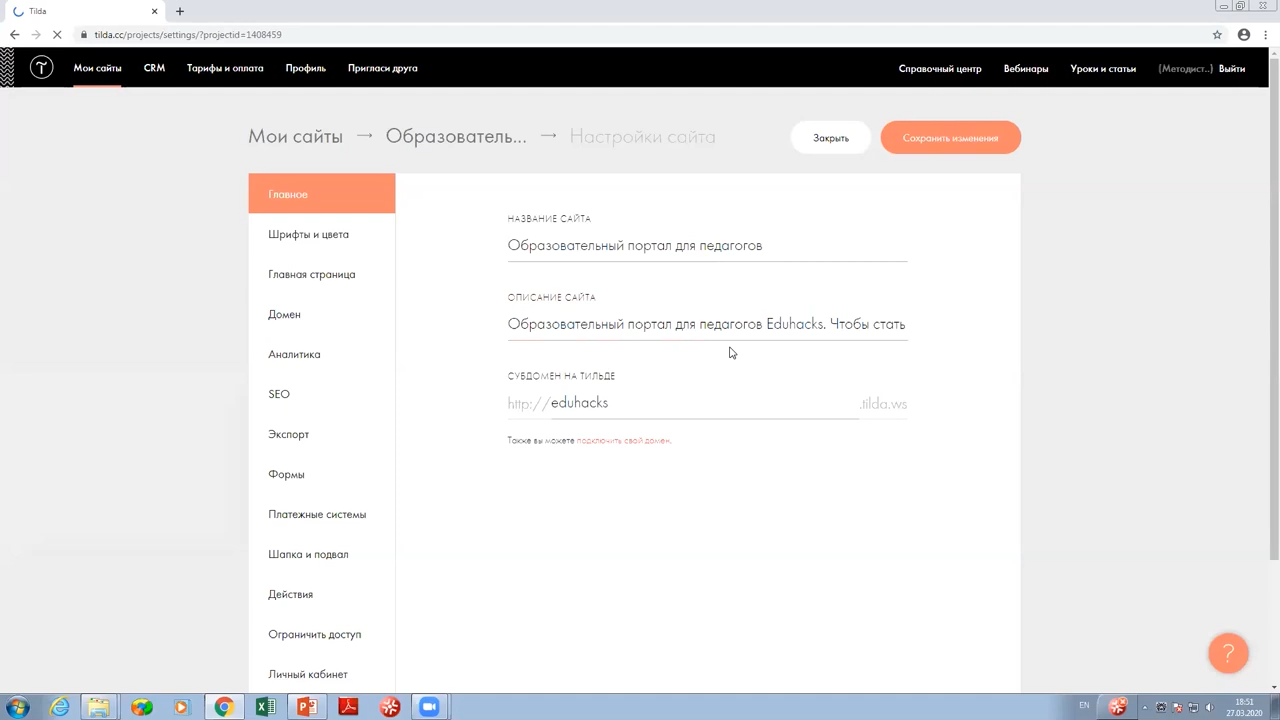 Tilda
tilda.cc/projects/settings/?projectid=1408459
Мои сайты
CRM
Тарифы и оплата
Профиль
Пригласи друга
Справочный центр
Вебинары
Уроки и статьи
(Методист..)
Выйти
Мои сайты → Образователь... → Настройки сайта
Закрыть
Сохранить изменения
Главное
Шрифты и цвета
Главная страница
Домен
Аналитика
SEO
Экспорт
Формы
Платежные системы
Шапка и подвал
Действия
Ограничить доступ
Личный кабинет
НАЗВАНИЕ САЙТА
Образовательный портал для педагогов
ОПИСАНИЕ САЙТА
Образовательный портал для педагогов Eduhacks. Чтобы стать
СУБДОМЕН НА ТИЛЬДЕ
http://eduhacks.tilda.ws
Также вы можете подключить свой домен.
?
EN
18:51
27.03.2020